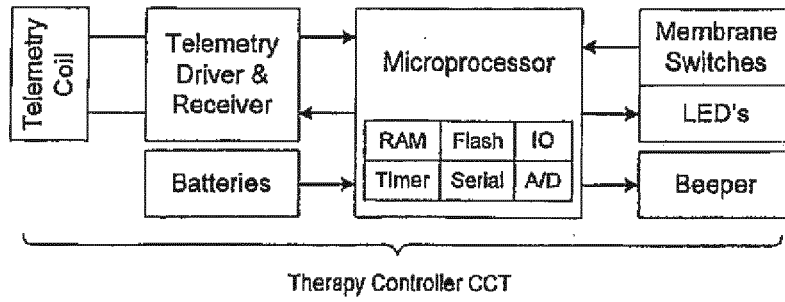 Telemetry
Coil
Telemetry
Driver &
Receiver
Batteries
Microprocessor
RAM Flash IO
Timer Serial A/D
Membrane
Switches
LED's
Beeper
Therapy Controller CCT